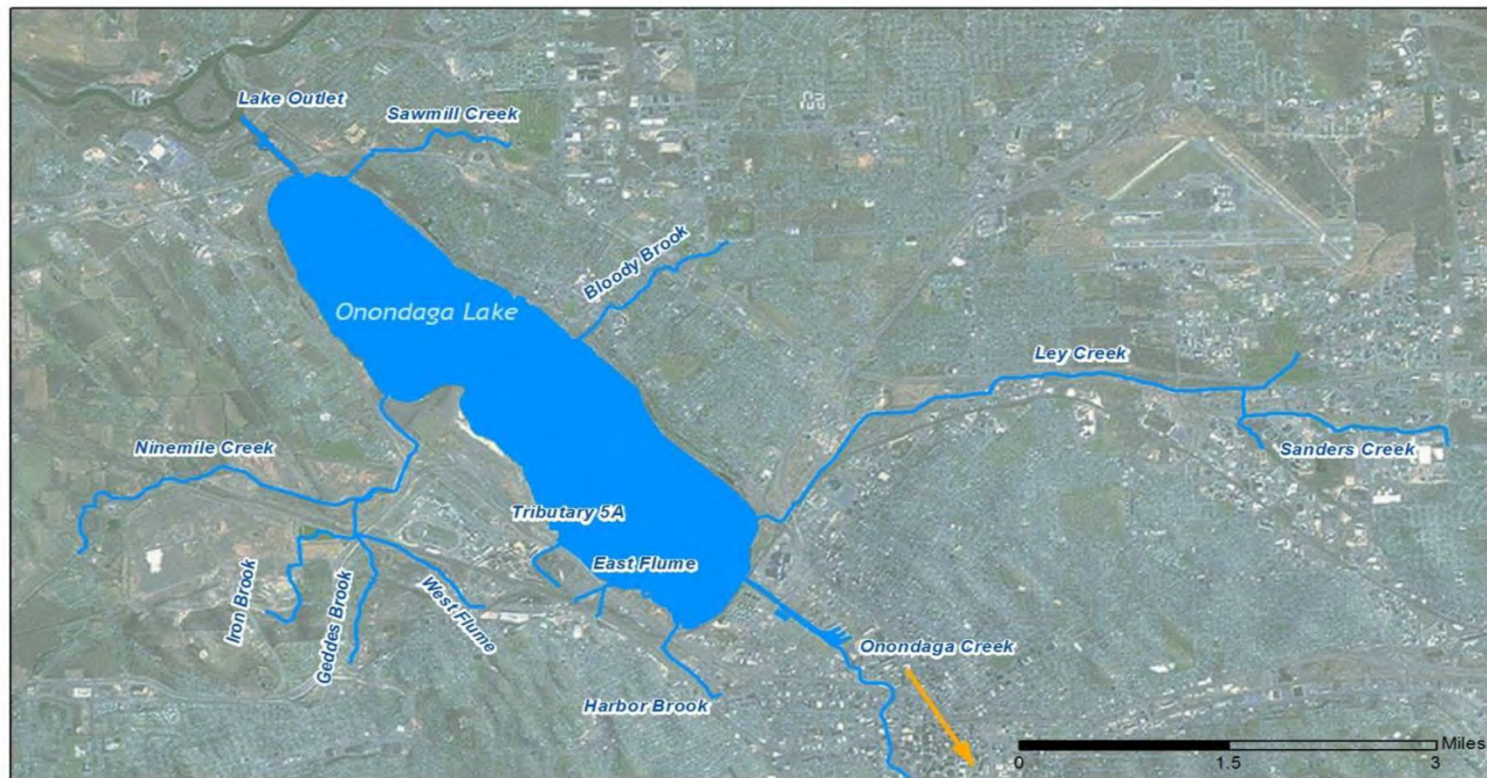 Lake Outlet
Sawmill Creek
Bloody Brook
Onondaga Lake
Ley Creek
Ninemile Creek
Sanders Creek
Tributary 5A
East Flume
Iron Brook
Geddes Brook
West Flume
Onondaga Creek
Harbor Brook
Miles
0 1.5 3